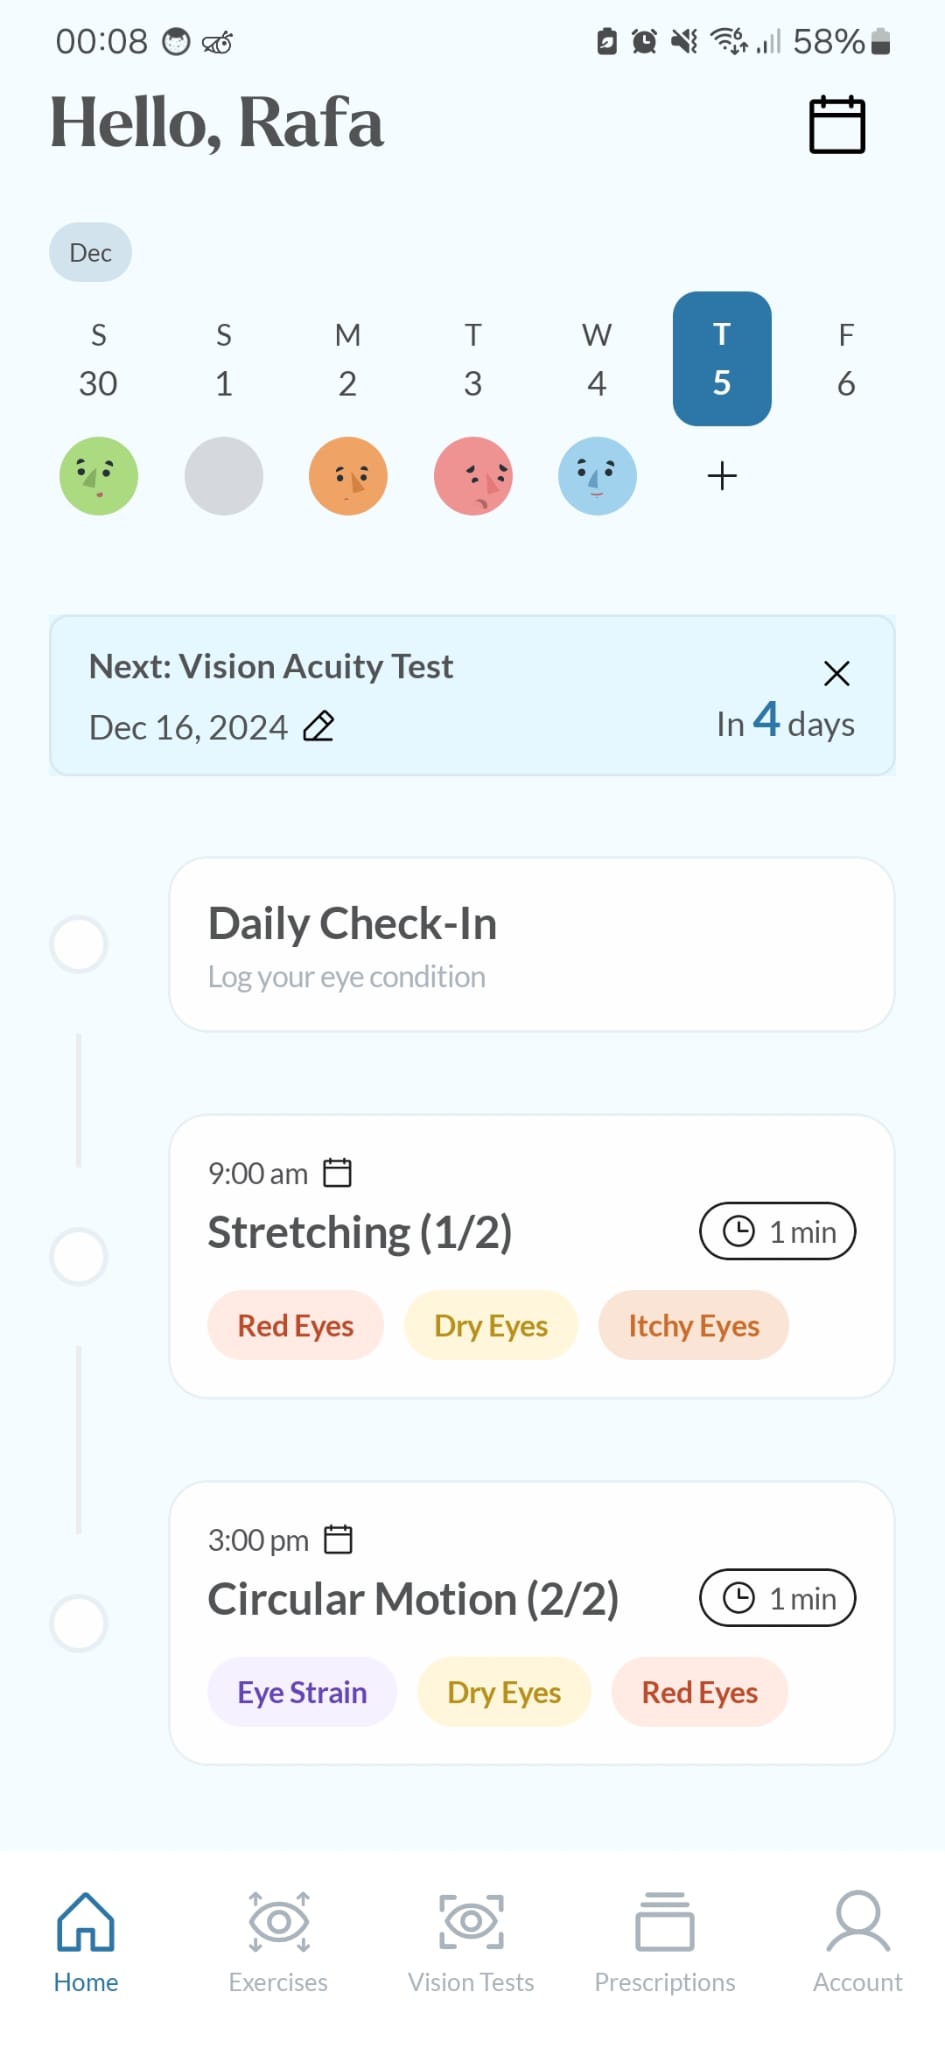 00:08 58%
Hello, Rafa
Dec
S S M T W T F
30 1 2 3 4 5 6
Next: Vision Acuity Test
Dec 16, 2024 In 4 days
Daily Check-In
Log your eye condition
9:00 am
Stretching (1/2) 1 min
Red Eyes Dry Eyes Itchy Eyes
3:00 pm
Circular Motion (2/2) 1 min
Eye Strain Dry Eyes Red Eyes
Home Exercises Vision Tests Prescriptions Account